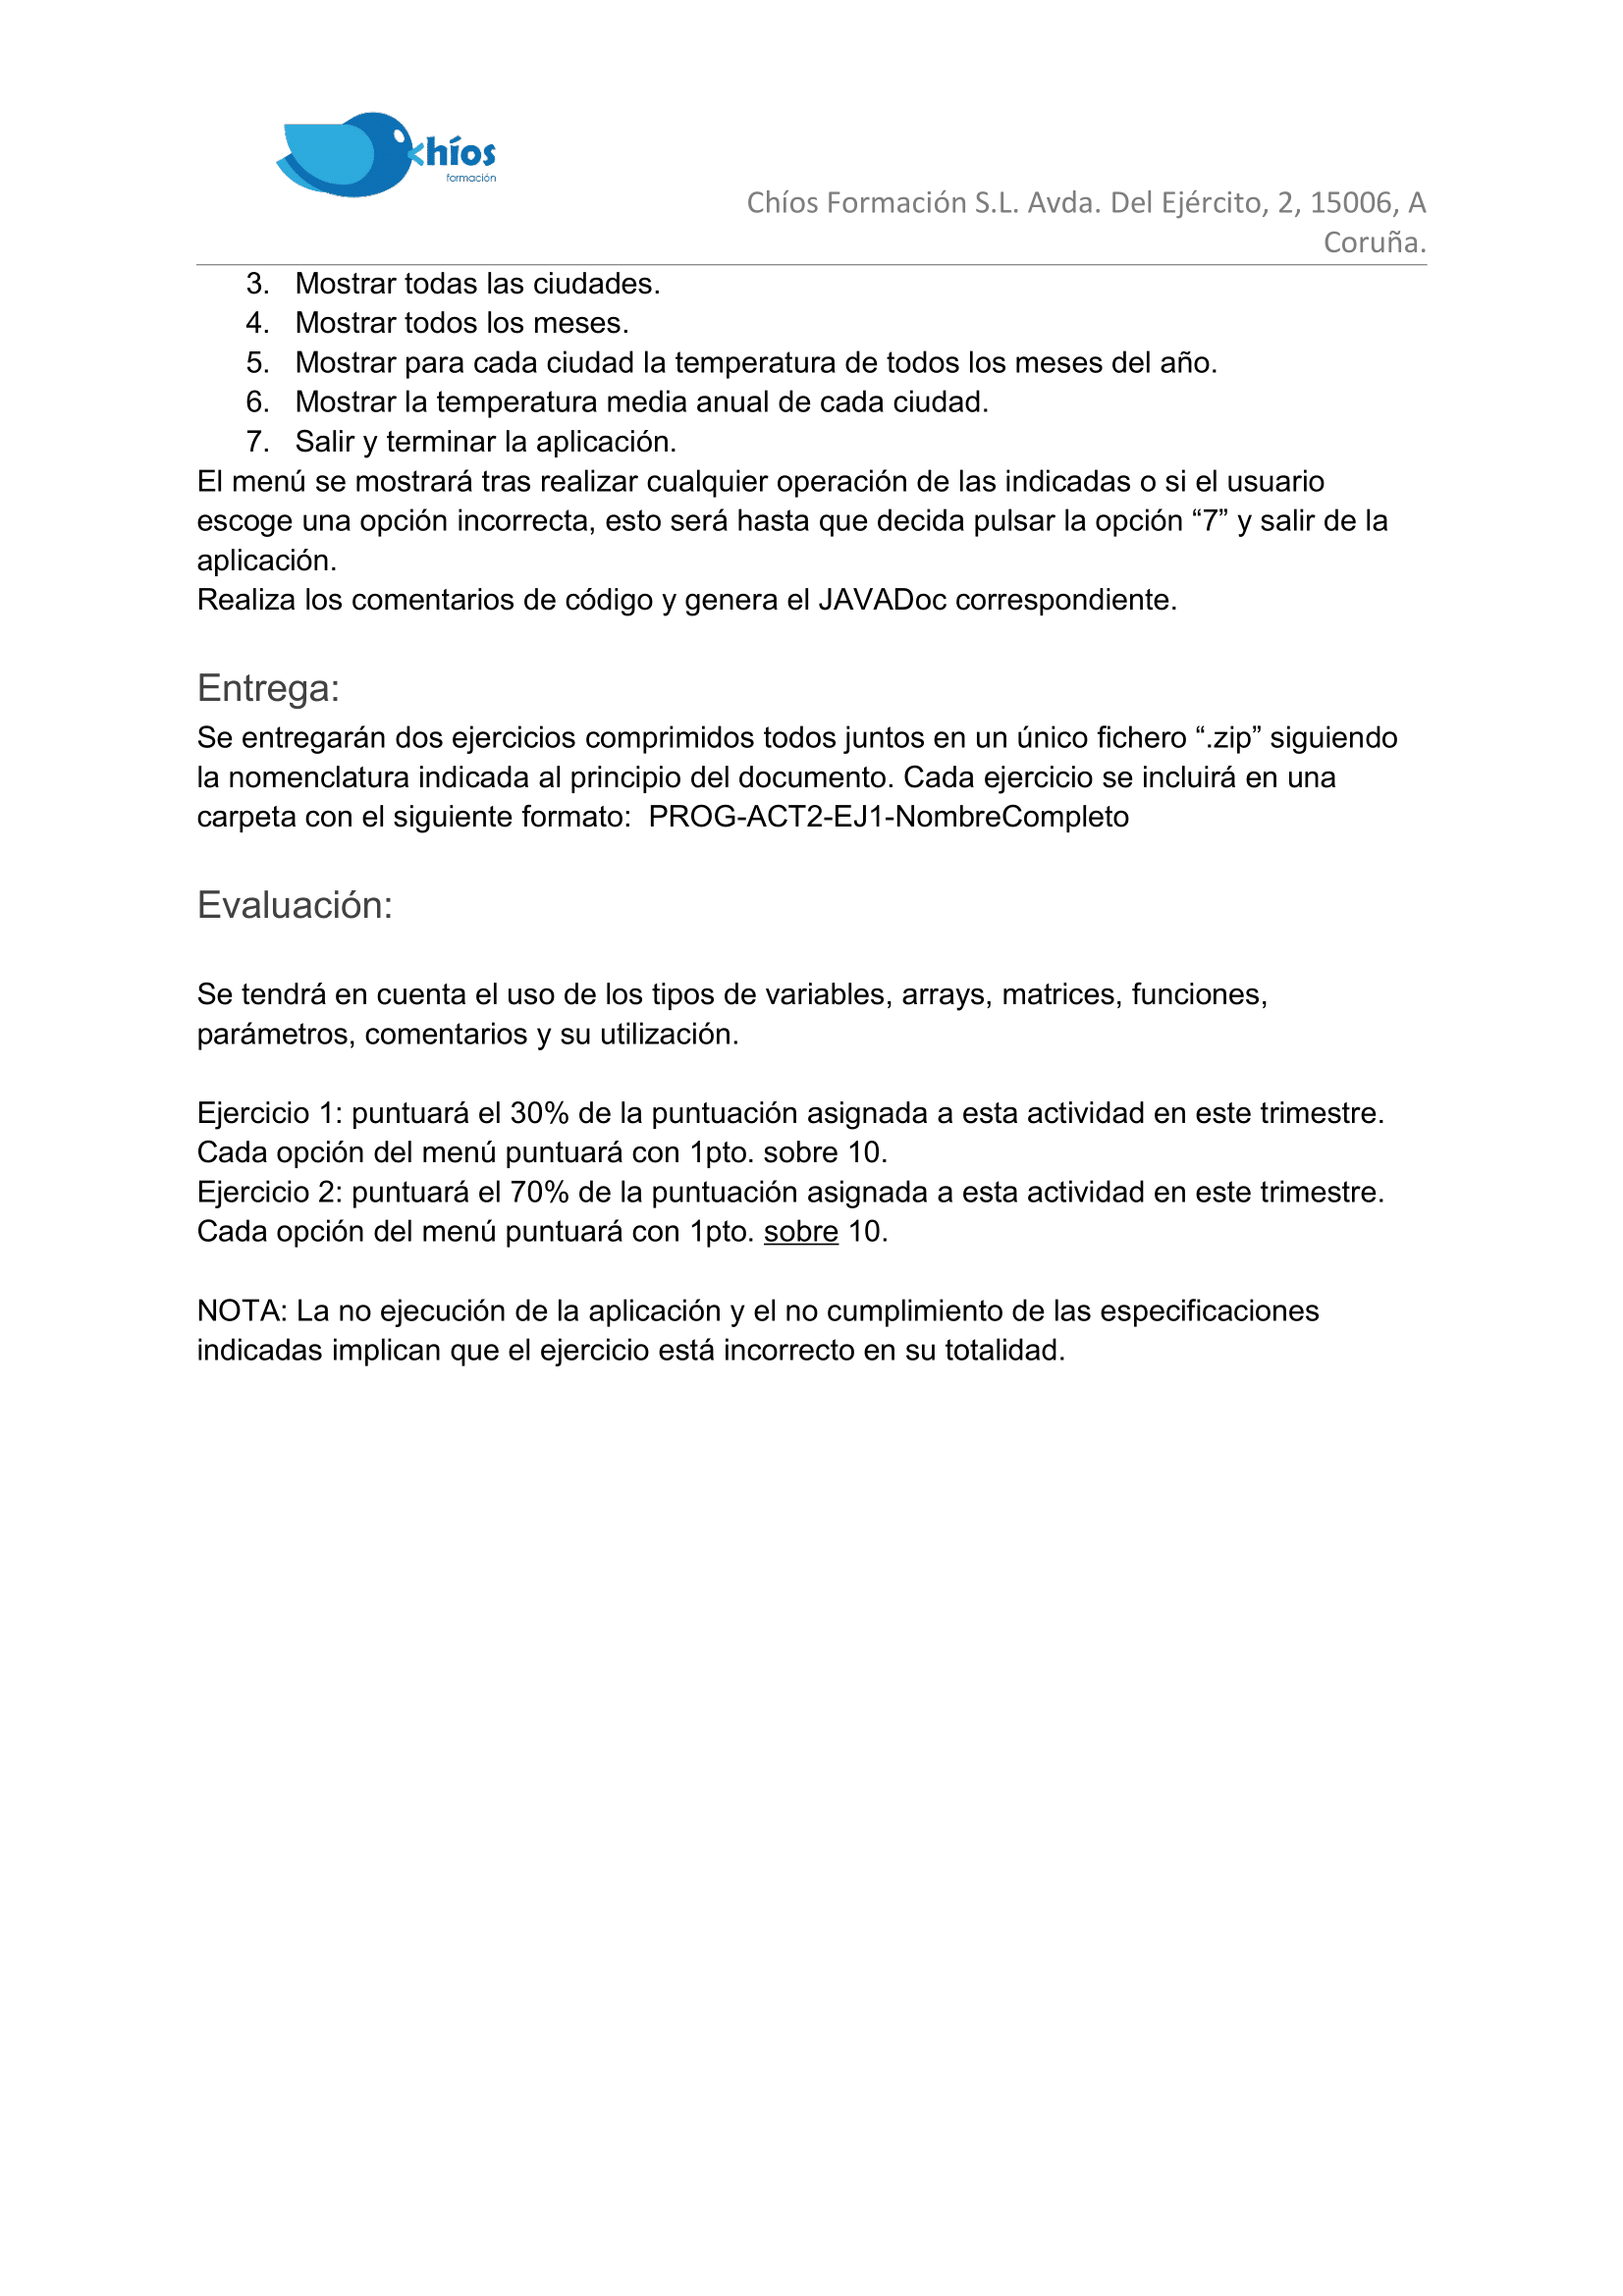 híos
formación
Chíos Formación S.L. Avda. Del Ejército, 2, 15006, A
Coruña.
3. Mostrar todas las ciudades.
4. Mostrar todos los meses.
5. Mostrar para cada ciudad la temperatura de todos los meses del año.
6. Mostrar la temperatura media anual de cada ciudad.
7. Salir y terminar la aplicación.
El menú se mostrará tras realizar cualquier operación de las indicadas o si el usuario
escoge una opción incorrecta, esto será hasta que decida pulsar la opción “7” y salir de la
aplicación.
Realiza los comentarios de código y genera el JAVADoc correspondiente.
Entrega:
Se entregarán dos ejercicios comprimidos todos juntos en un único fichero “.zip” siguiendo
la nomenclatura indicada al principio del documento. Cada ejercicio se incluirá en una
carpeta con el siguiente formato:  PROG-ACT2-EJ1-NombreCompleto
Evaluación:
Se tendrá en cuenta el uso de los tipos de variables, arrays, matrices, funciones,
parámetros, comentarios y su utilización.
Ejercicio 1: puntuará el 30% de la puntuación asignada a esta actividad en este trimestre.
Cada opción del menú puntuará con 1pto. sobre 10.
Ejercicio 2: puntuará el 70% de la puntuación asignada a esta actividad en este trimestre.
Cada opción del menú puntuará con 1pto. sobre 10.
NOTA: La no ejecución de la aplicación y el no cumplimiento de las especificaciones
indicadas implican que el ejercicio está incorrecto en su totalidad.